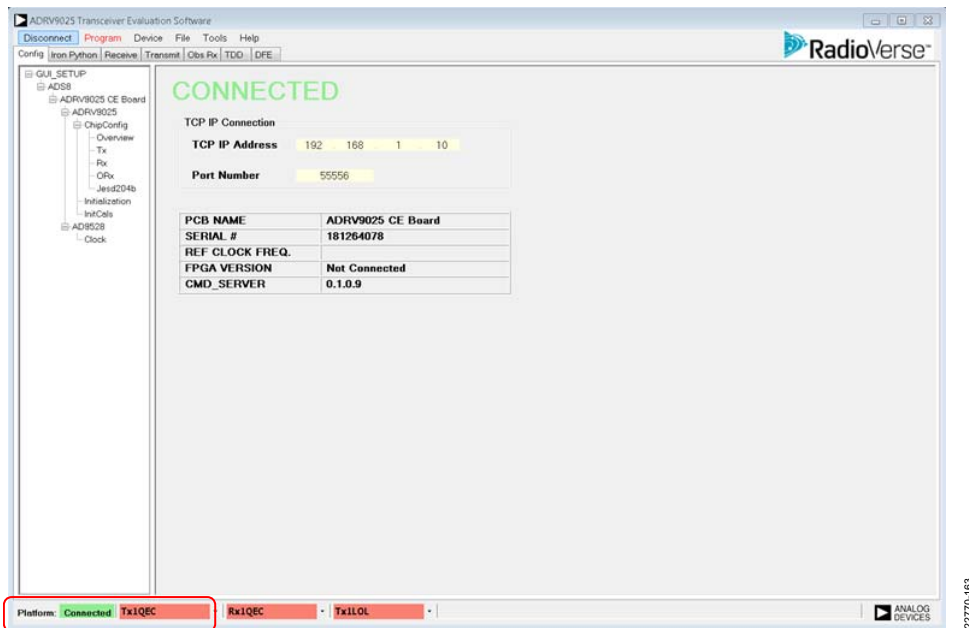 ADRV9025 Transceiver Evaluation Software
Disconnect Program Device File Tools Help
Config Iron Python Receive Transmit Obs Rx TDD DFE
RadioVerse™
GUI_SETUP
ADS8
ADRV9025 CE Board
ADRV9025
ChipConfig
Overview
Tx
Rx
ORx
Jesd204b
Initialization
InitCals
AD9528
Clock
CONNECTED
TCP IP Connection
TCP IP Address 192 . 168 . 1 . 10
Port Number 55556
PCB NAME ADRV9025 CE Board
SERIAL # 181264078
REF CLOCK FREQ.
FPGA VERSION Not Connected
CMD_SERVER 0.1.0.9
Platform: Connected Tx1QEC Rx1QEC Tx1LOL
ANALOG
DEVICES
22770-163